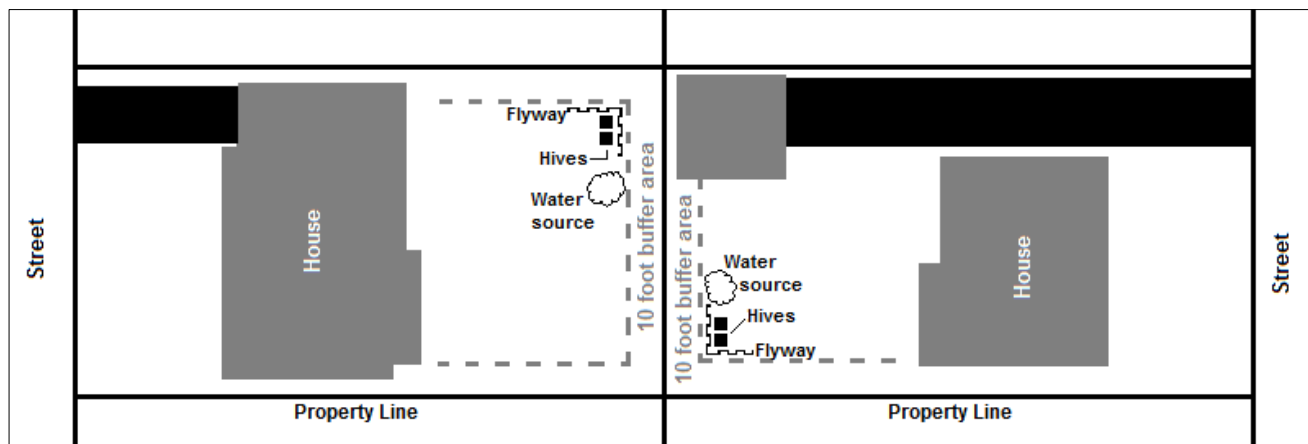 Street
House
Flyway
Hives
Water
source
10 foot buffer area
Property Line
10 foot buffer area
Water
source
Hives
Flyway
House
Property Line
Street